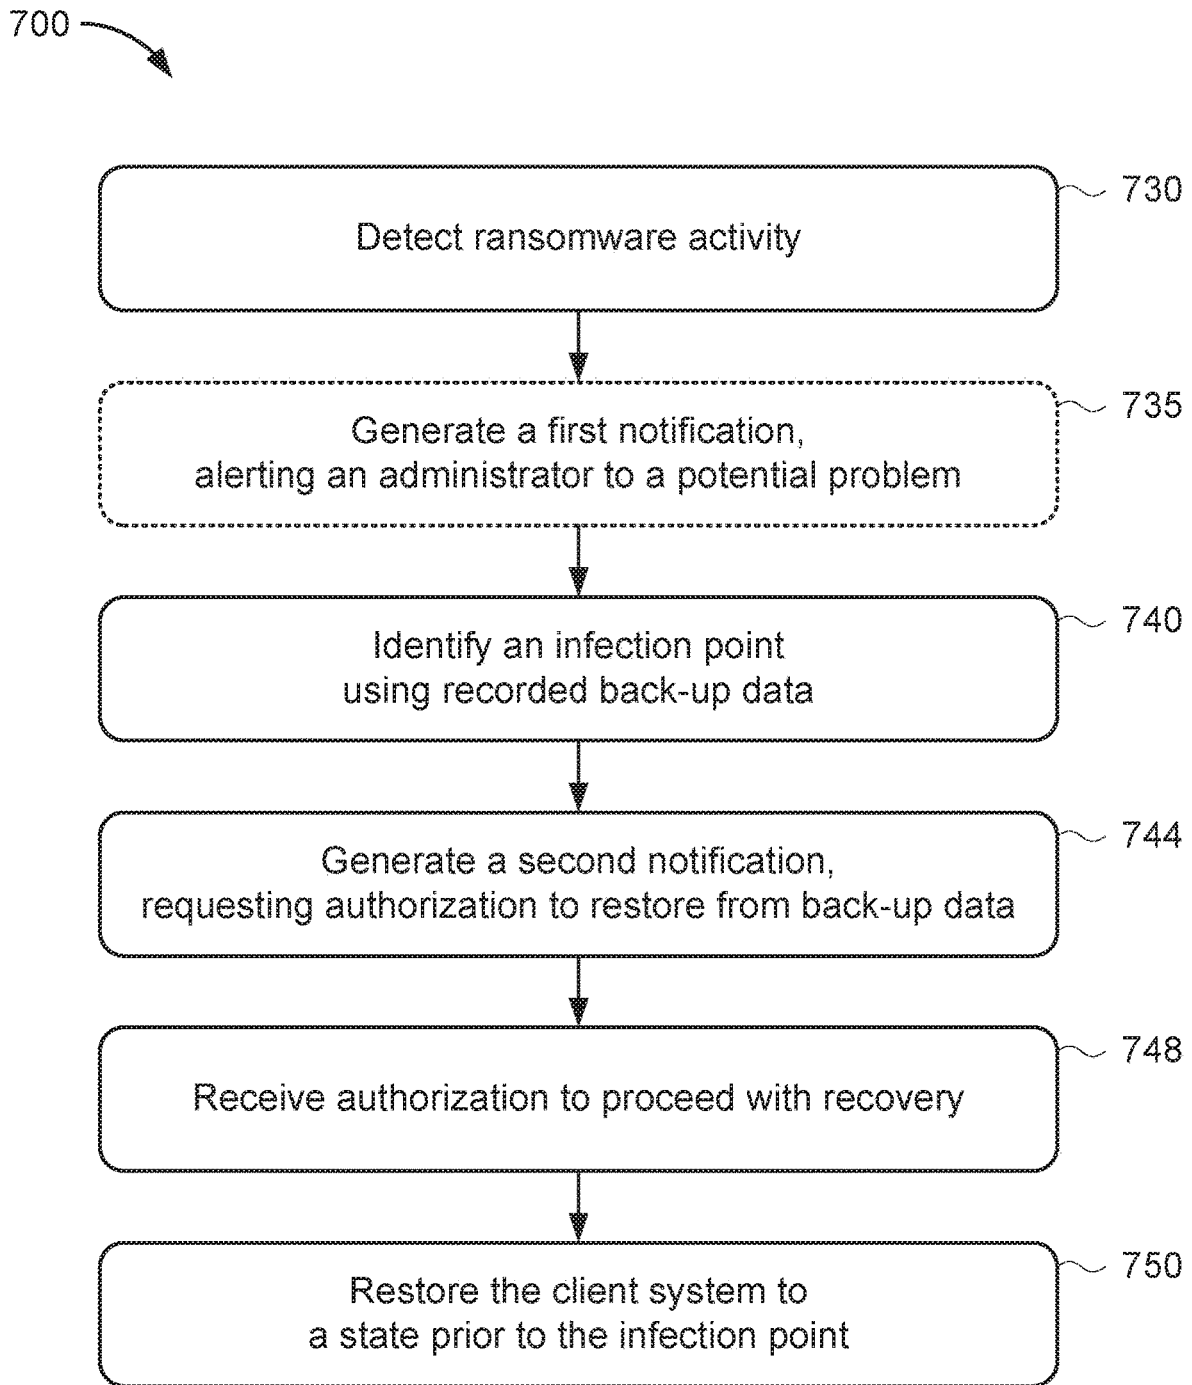 700
730
Detect ransomware activity
735
Generate a first notification,
alerting an administrator to a potential problem
740
Identify an infection point
using recorded back-up data
744
Generate a second notification,
requesting authorization to restore from back-up data
748
Receive authorization to proceed with recovery
750
Restore the client system to
a state prior to the infection point